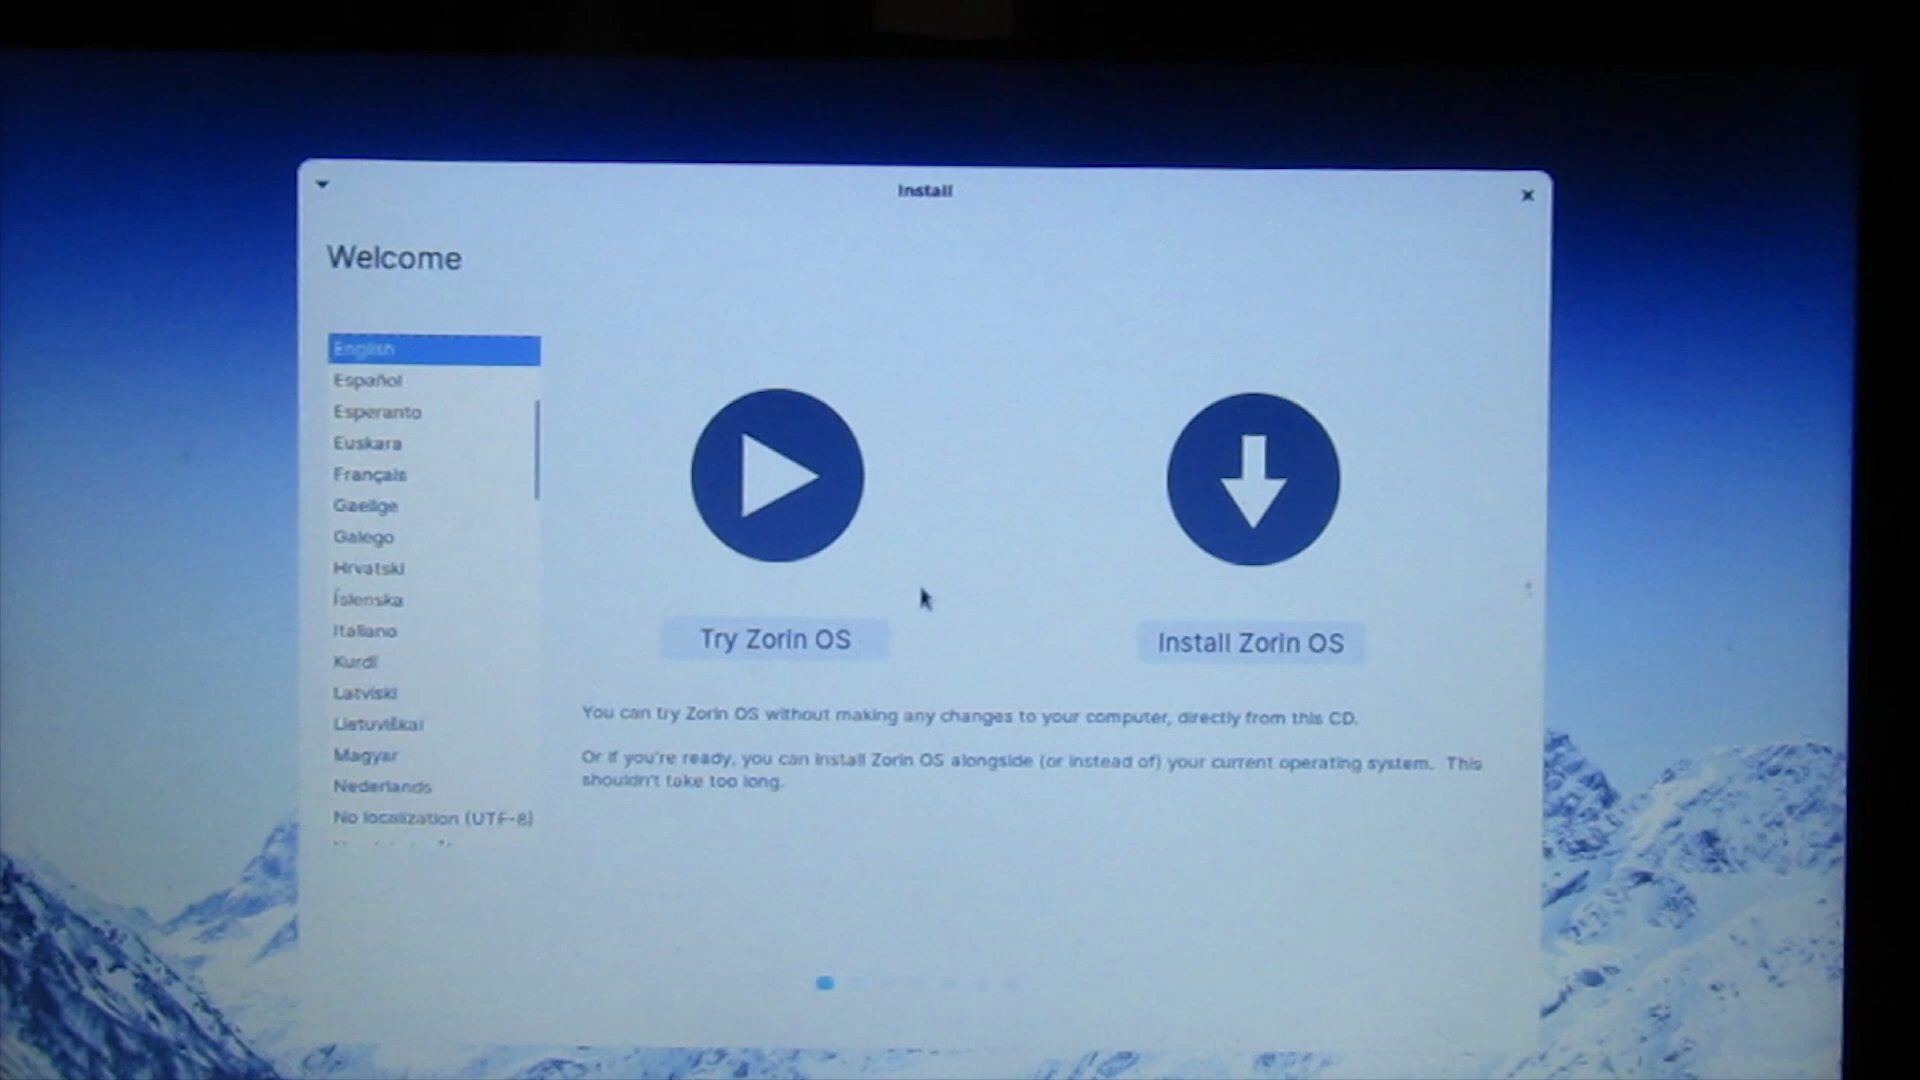 Install
Welcome
English
Español
Esperanto
Euskara
Français
Gaeilge
Galego
Hrvatski
Íslenska
Italiano
Kurdî
Latviski
Lietuviškai
Magyar
Nederlands
No localization (UTF-8)
Try Zorin OS
Install Zorin OS
You can try Zorin OS without making any changes to your computer, directly from this CD.
Or if you're ready, you can install Zorin OS alongside (or instead of) your current operating system. This
shouldn't take too long.